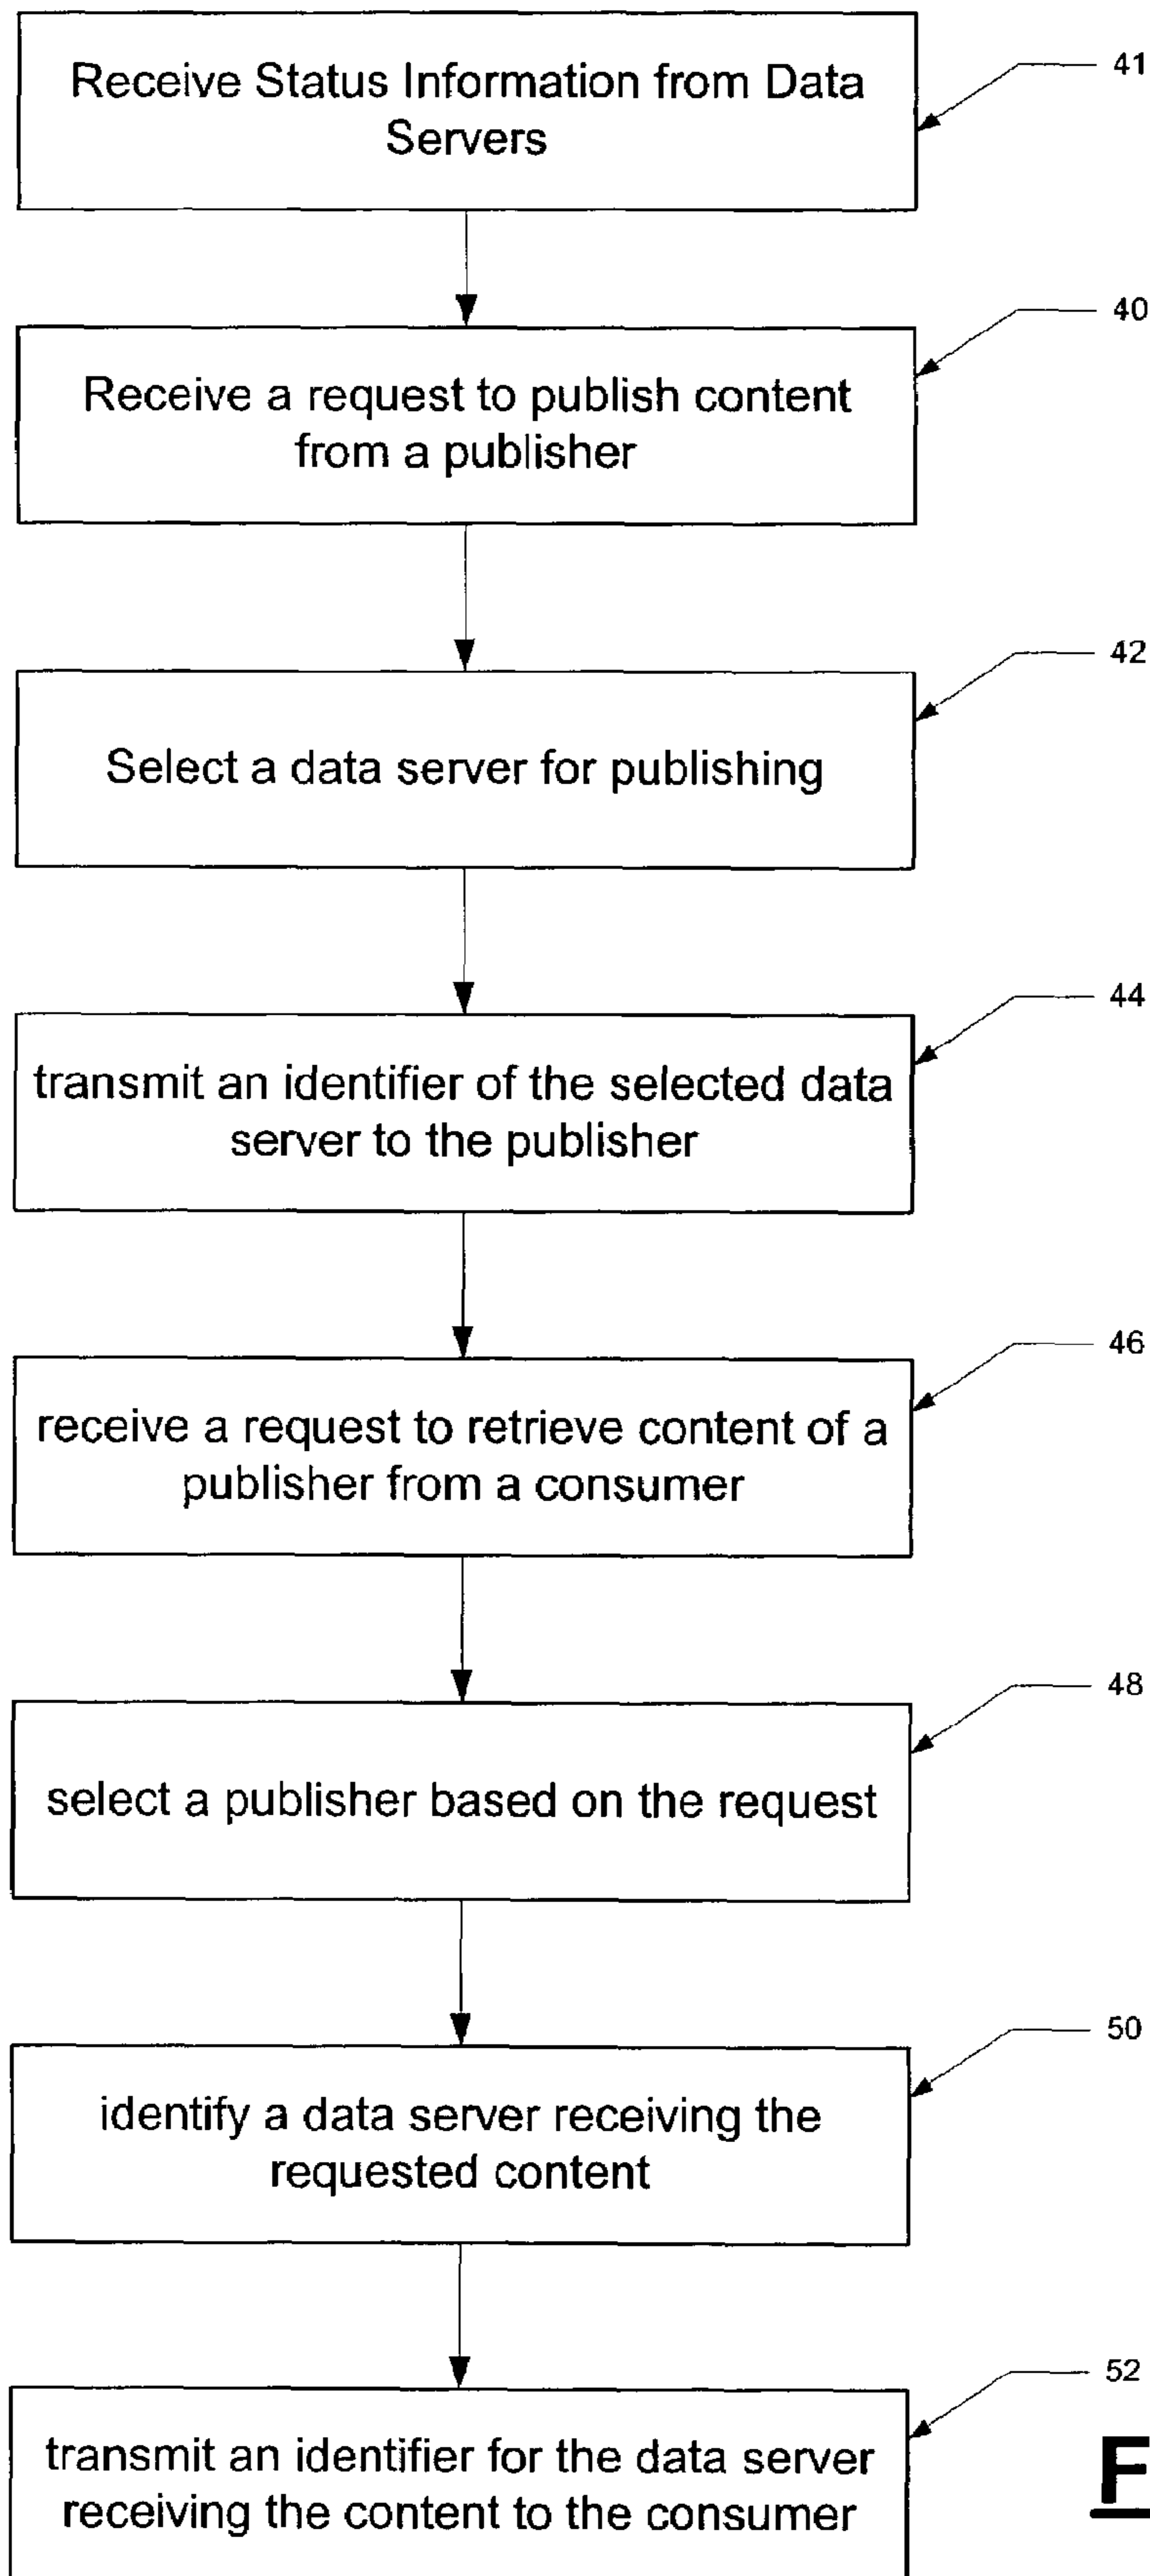 Receive Status Information from Data
Servers
41
Receive a request to publish content
from a publisher
40
Select a data server for publishing
42
transmit an identifier of the selected data
server to the publisher
44
receive a request to retrieve content of a
publisher from a consumer
46
select a publisher based on the request
48
identify a data server receiving the
requested content
50
transmit an identifier for the data server
receiving the content to the consumer
52
F